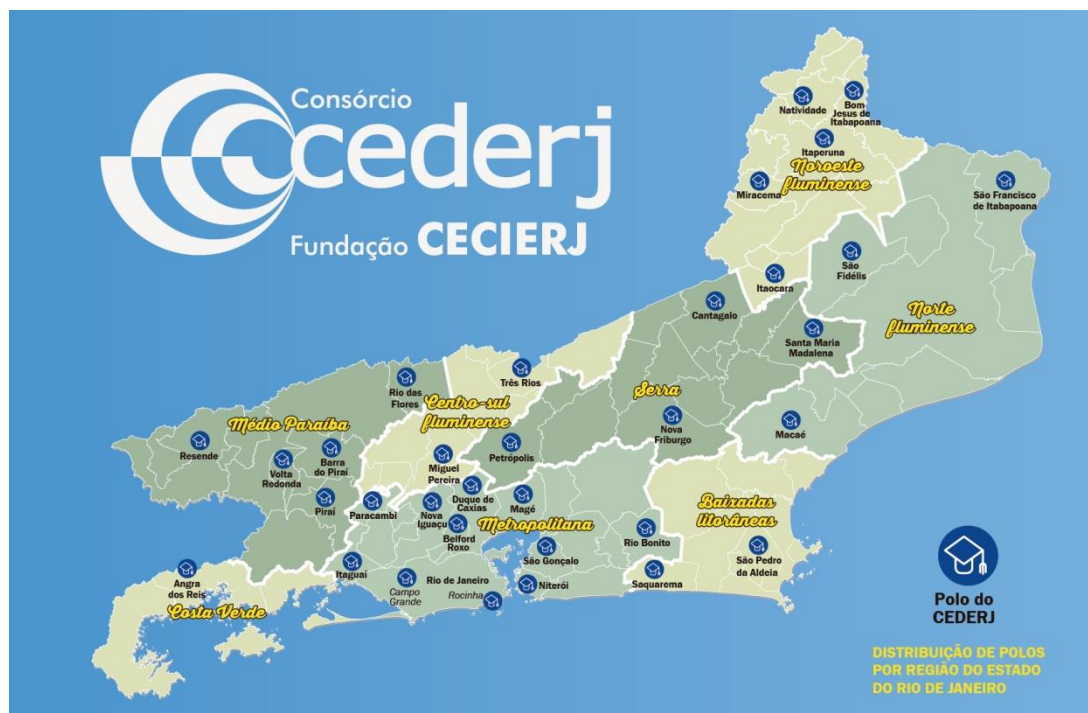 Consórcio
cederj
Fundação CECIERJ
Natividade
Bom
Jesus de
Itabapoana
Itaperuna
Noroeste
fluminense
Miracema
São Francisco
de Itabapoana
São
Fidélis
Itaocara
Cantagalo
Norte
fluminense
Santa Maria
Madalena
Três Rios
Rio das
Flores
Centro-sul
fluminense
Serra
Médio Paraíba
Nova
Friburgo
Macaé
Resende
Volta
Redonda
Barra
do Piraí
Miguel
Pereira
Petrópolis
Piraí
Paracambi
Nova
Iguaçu
Duque de
Caxias
Belford
Roxo
Magé
Metropolitana
Baixadas
litorâneas
Rio Bonito
São Gonçalo
São Pedro
da Aldeia
Saquarema
Itaguaí
Rio de Janeiro
Campo
Grande
Rocinha
Niterói
Angra
dos Reis
Costa Verde
Polo do
CEDERJ
DISTRIBUIÇÃO DE POLOS
POR REGIÃO DO ESTADO
DO RIO DE JANEIRO